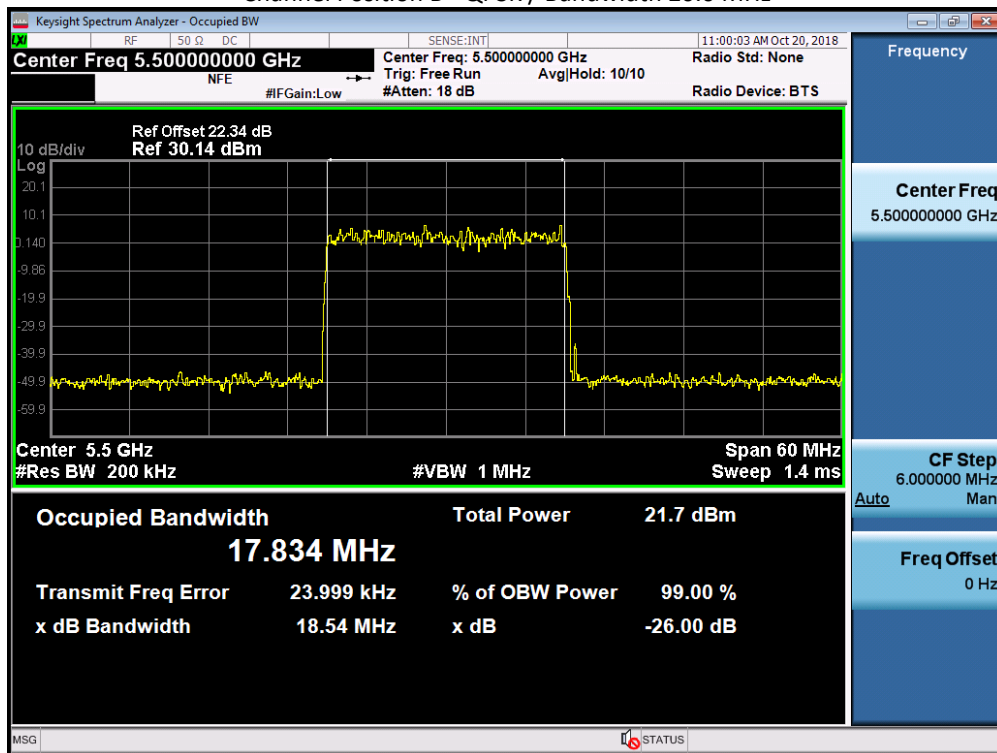 Keysight Spectrum Analyzer - Occupied BW
LXI RF 50 Ω DC SENSE:INT 11:00:03 AM Oct 20, 2018
Center Freq 5.500000000 GHz Center Freq: 5.500000000 GHz Radio Std: None
NFE Trig: Free Run Avg|Hold: 10/10
#IFGain:Low #Atten: 18 dB Radio Device: BTS
Ref Offset 22.34 dB
10 dB/div Ref 30.14 dBm
Log
20.1
10.1
0.140
-9.86
-19.9
-29.9
-39.9
-49.9
-59.9
Center 5.5 GHz Span 60 MHz
#Res BW 200 kHz #VBW 1 MHz Sweep 1.4 ms
Occupied Bandwidth Total Power 21.7 dBm
17.834 MHz
Transmit Freq Error 23.999 kHz % of OBW Power 99.00 %
x dB Bandwidth 18.54 MHz x dB -26.00 dB
MSG STATUS
Frequency
Center Freq
5.500000000 GHz
CF Step
6.000000 MHz
Auto Man
Freq Offset
0 Hz